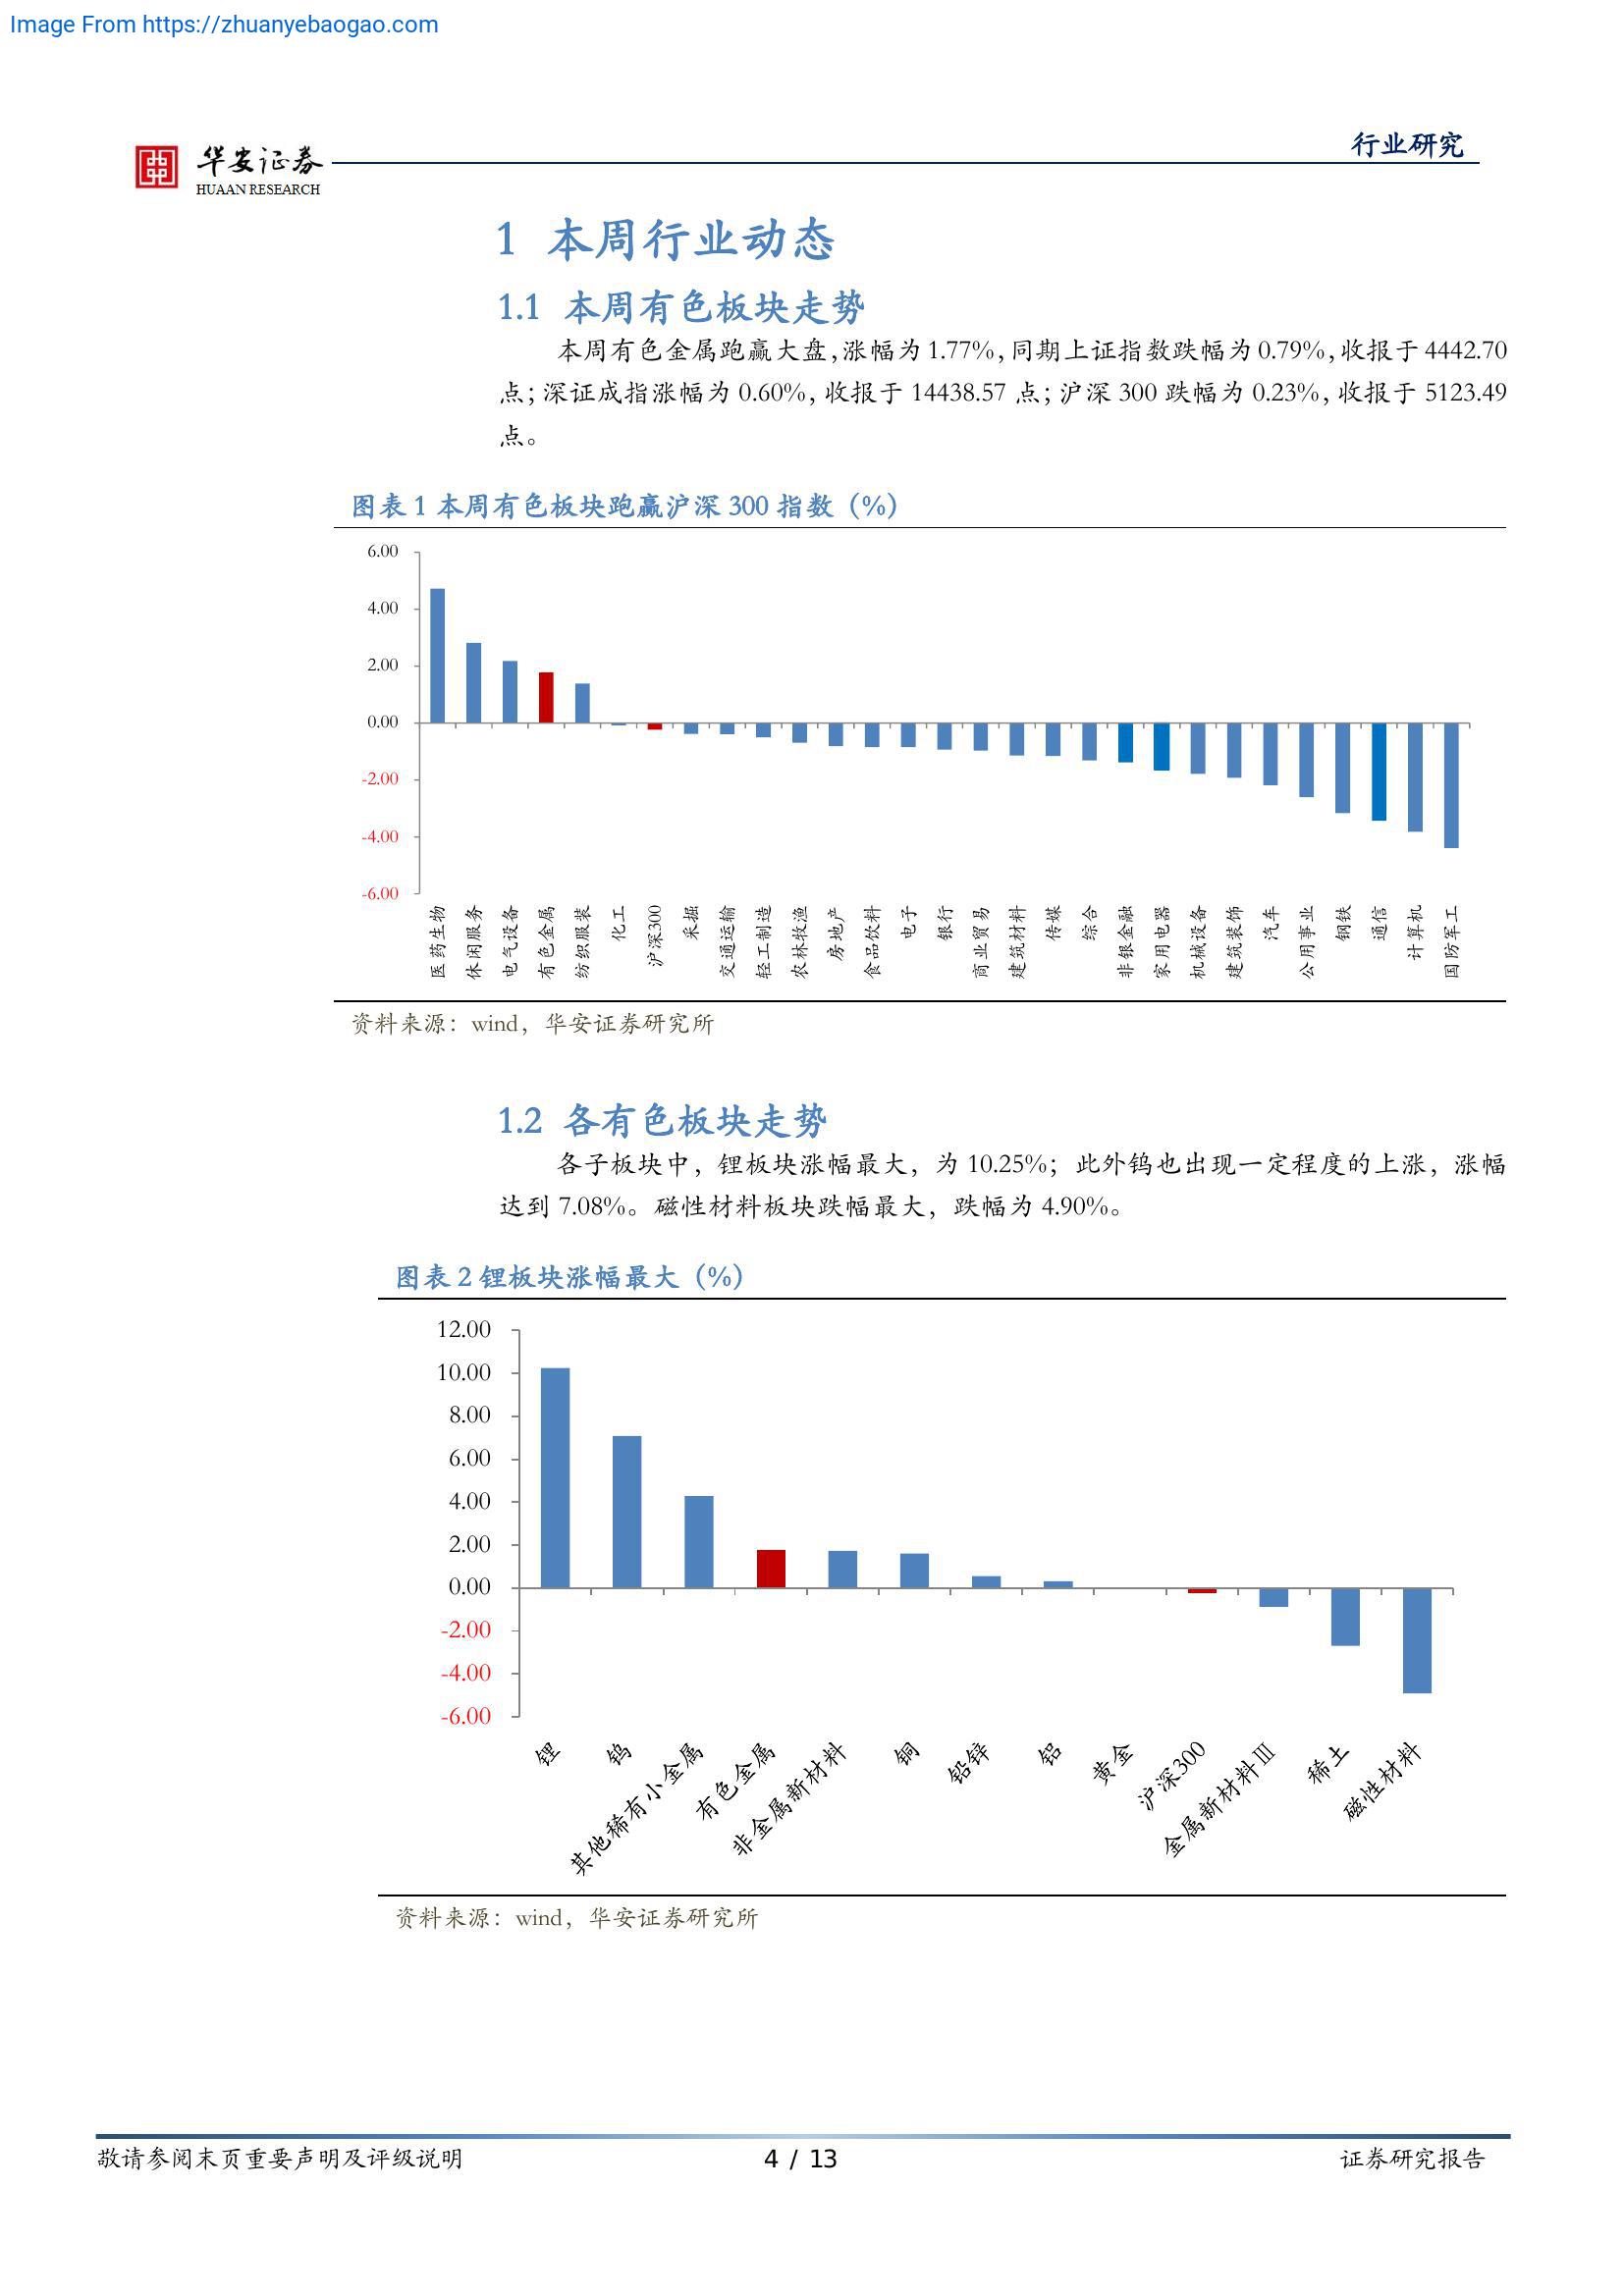 Image From https://zhuanyebaogao.com
华安证券
HUAAN RESEARCH
行业研究
1 本周行业动态
1.1 本周有色板块走势
本周有色金属跑赢大盘,涨幅为1.77%,同期上证指数跌幅为0.79%,收报于4442.70
点;深证成指涨幅为0.60%,收报于14438.57点;沪深300跌幅为0.23%,收报于5123.49
点。
图表1本周有色板块跑赢沪深300指数（%）
6.00
4.00
2.00
0.00
-2.00
-4.00
-6.00
医药生物
休闲服务
电气设备
有色金属
纺织服装
化工
沪深300
采掘
交通运输
轻工制造
农林牧渔
房地产
食品饮料
电子
银行
商业贸易
建筑材料
传媒
综合
非银金融
家用电器
机械设备
建筑装饰
汽车
公用事业
钢铁
通信
计算机
国防军工
资料来源：wind，华安证券研究所
1.2 各有色板块走势
各子板块中，锂板块涨幅最大，为10.25%；此外钨也出现一定程度的上涨，涨幅
达到7.08%。磁性材料板块跌幅最大，跌幅为4.90%。
图表2锂板块涨幅最大（%）
12.00
10.00
8.00
6.00
4.00
2.00
0.00
-2.00
-4.00
-6.00
锂
钨
其他稀有小金属
有色金属
非金属新材料
铜
铅锌
铝
黄金
沪深300
金属新材料Ⅲ
稀土
磁性材料
资料来源：wind，华安证券研究所
敬请参阅末页重要声明及评级说明
4 / 13
证券研究报告